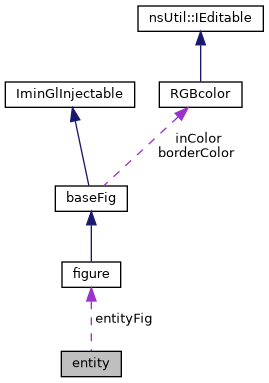 nsUtil::IEditable
IminGlInjectable
RGBcolor
inColor
borderColor
baseFig
figure
entityFig
entity